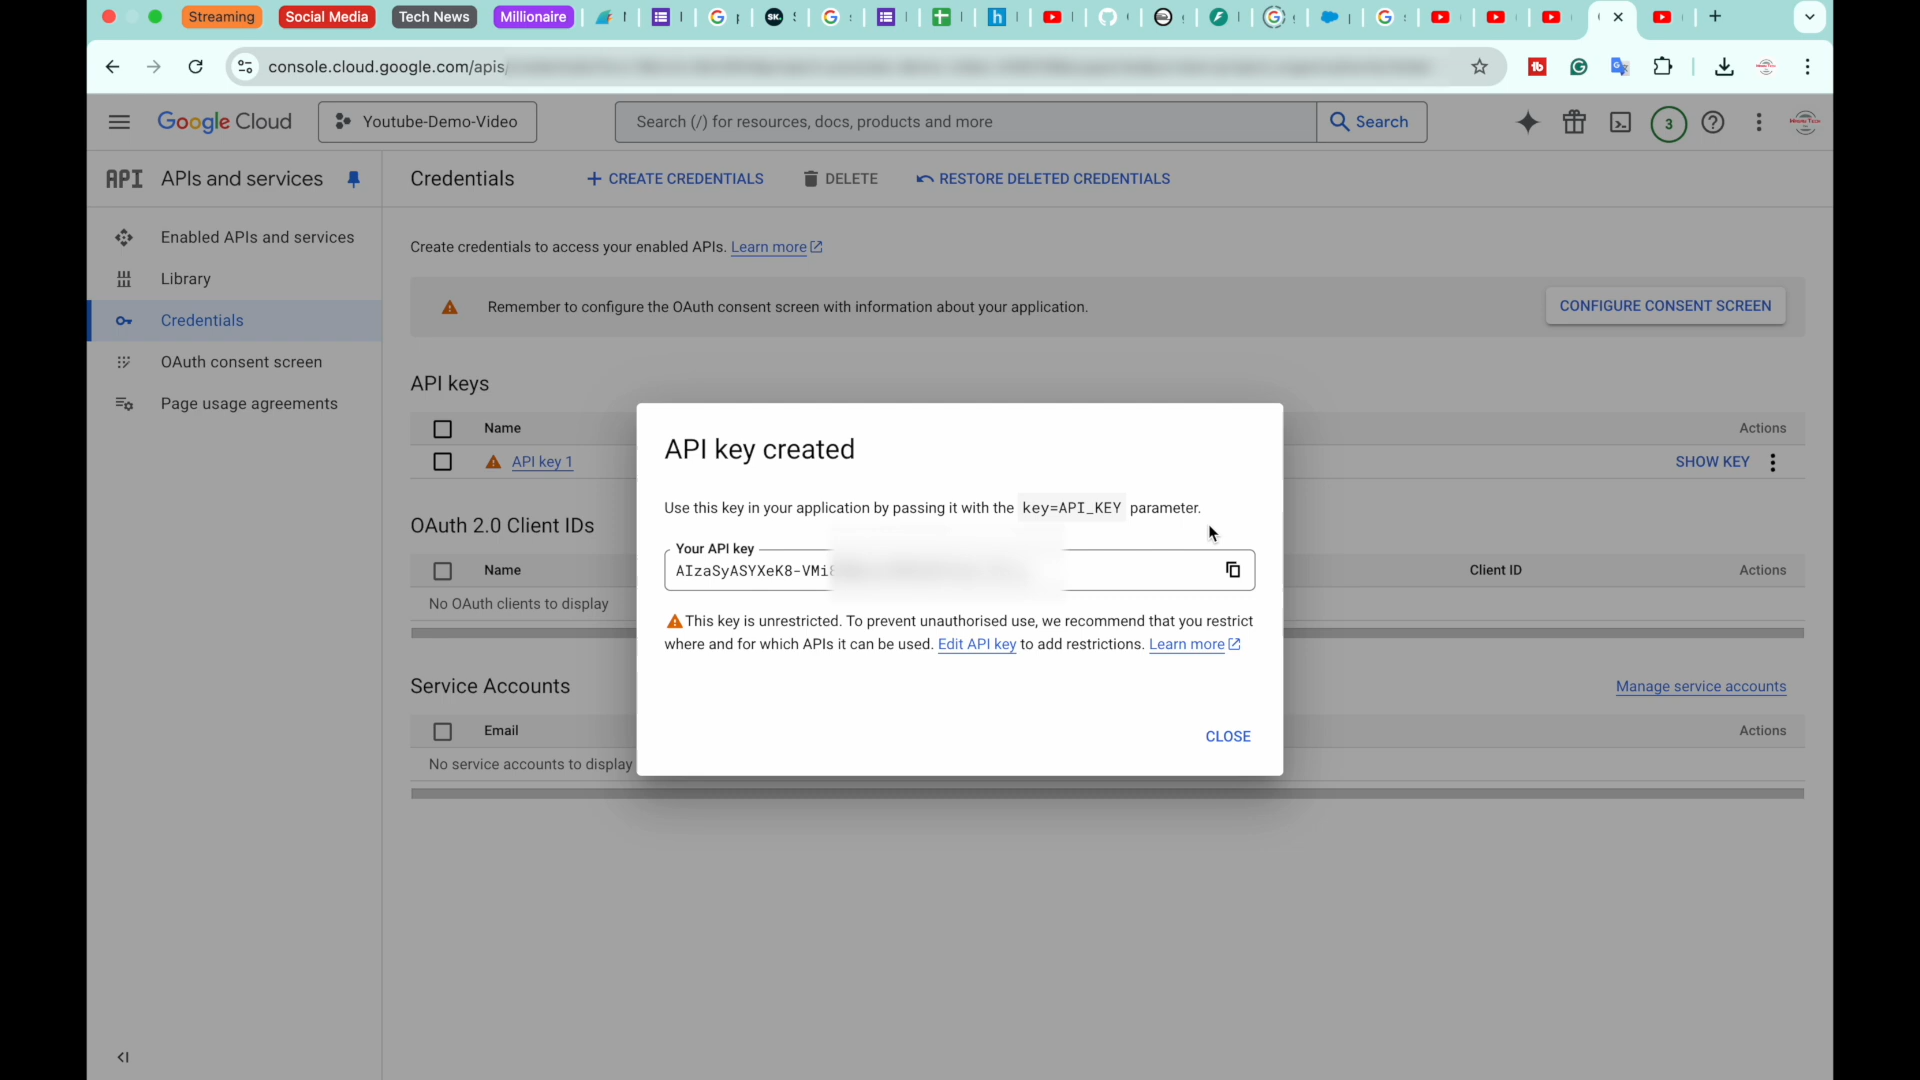 Streaming Social Media Tech News Millionaire
console.cloud.google.com/apis/
Google Cloud Youtube-Demo-Video Search (/) for resources, docs, products and more Search 3
API APIs and services Credentials + CREATE CREDENTIALS DELETE RESTORE DELETED CREDENTIALS
Enabled APIs and services
Library
Credentials
OAuth consent screen
Page usage agreements
Create credentials to access your enabled APIs. Learn more
Remember to configure the OAuth consent screen with information about your application. CONFIGURE CONSENT SCREEN
API keys
Name Actions
API key 1 SHOW KEY
OAuth 2.0 Client IDs
Name Client ID Actions
No OAuth clients to display
Service Accounts Manage service accounts
Email Actions
No service accounts to display
API key created
Use this key in your application by passing it with the key=API_KEY parameter.
Your API key
AIzaSyASYXeK8-VMi
This key is unrestricted. To prevent unauthorised use, we recommend that you restrict
where and for which APIs it can be used. Edit API key to add restrictions. Learn more
CLOSE